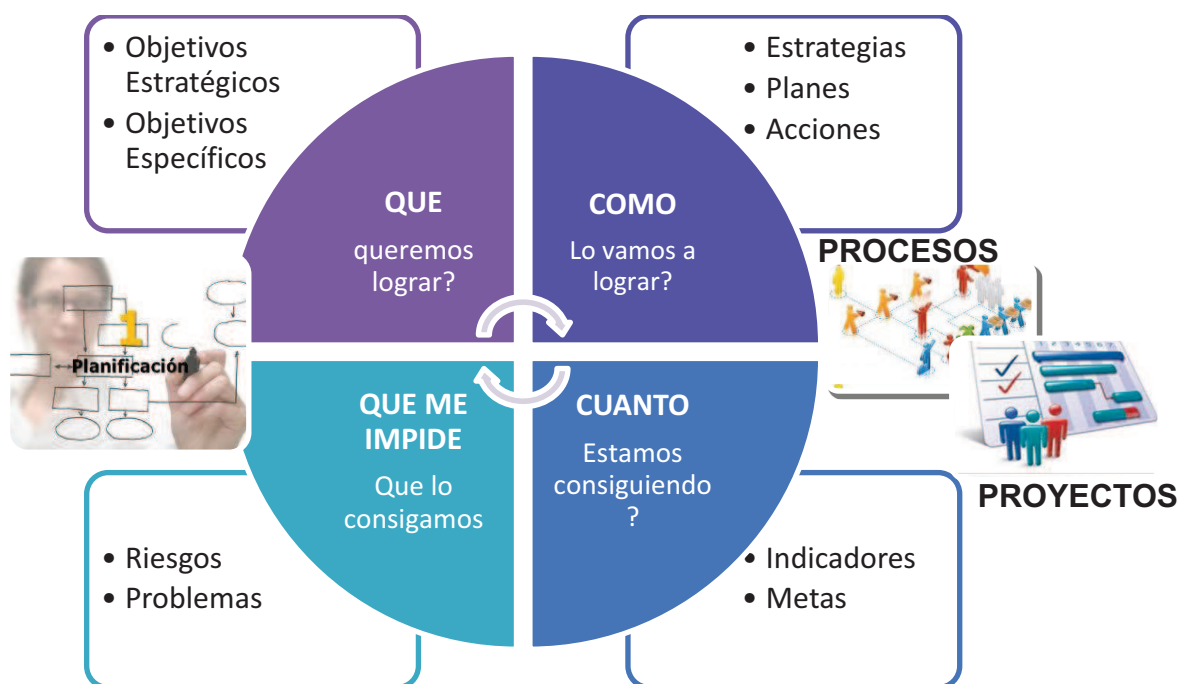 • Objetivos
Estratégicos
• Objetivos
Específicos
• Estrategias
• Planes
• Acciones
QUE
queremos
lograr?
COMO
Lo vamos a
lograr?
PROCESOS
1
Planificación
QUE ME
IMPIDE
Que lo
consigamos
CUANTO
Estamos
consiguiendo
?
PROYECTOS
• Riesgos
• Problemas
• Indicadores
• Metas